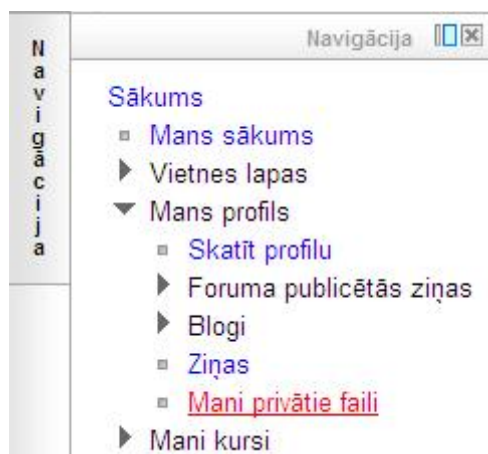 Navigācija
Navigācija
Sākums
Mans sākums
Vietnes lapas
Mans profils
Skatīt profilu
Foruma publicētās ziņas
Blogi
Ziņas
Mani privātie faili
Mani kursi